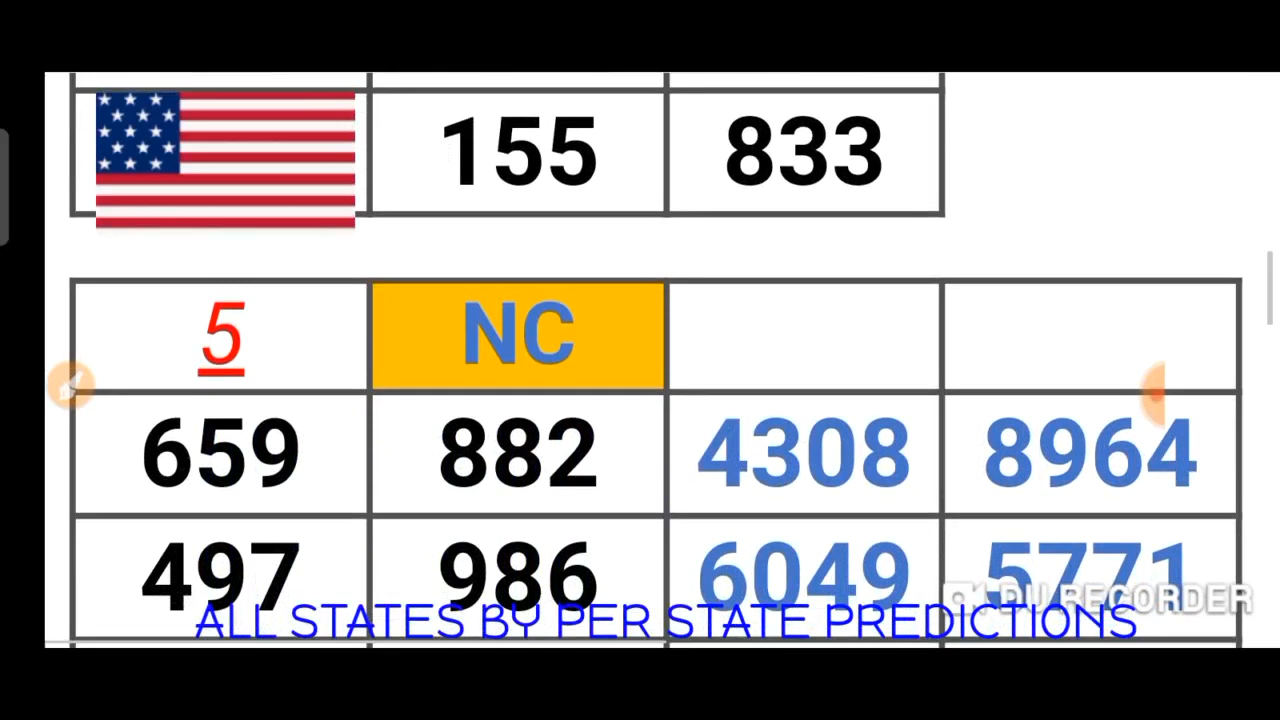 155 833
5 NC
659 882 4308 8964
497 986 6049 5771
DU RECORDER
ALL STATES BY PER STATE PREDICTIONS